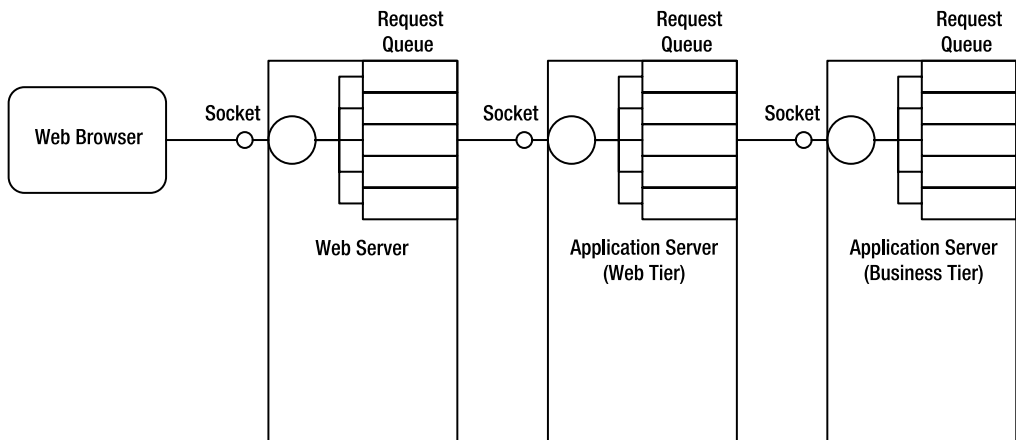 Request
Queue
Request
Queue
Request
Queue
Web Browser
Socket
Socket
Socket
Web Server
Application Server
(Web Tier)
Application Server
(Business Tier)